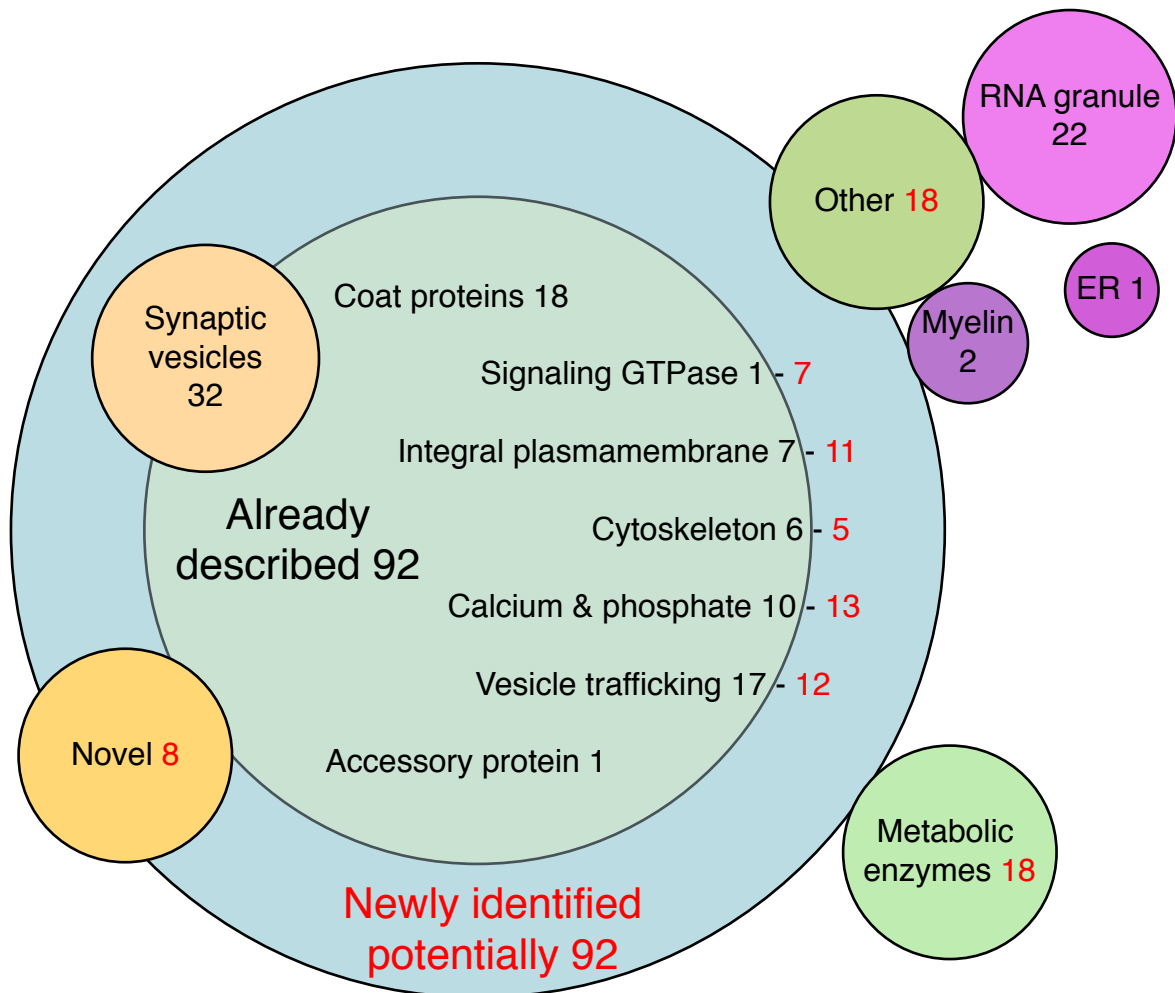 RNA granule
22
Other 18
ER 1
Myelin
2
Synaptic
vesicles
32
Coat proteins 18
Signaling GTPase 1 - 7
Integral plasmamembrane 7 - 11
Already
described 92
Cytoskeleton 6 - 5
Calcium & phosphate 10 - 13
Vesicle trafficking 17 - 12
Novel 8
Accessory protein 1
Metabolic
enzymes 18
Newly identified
potentially 92